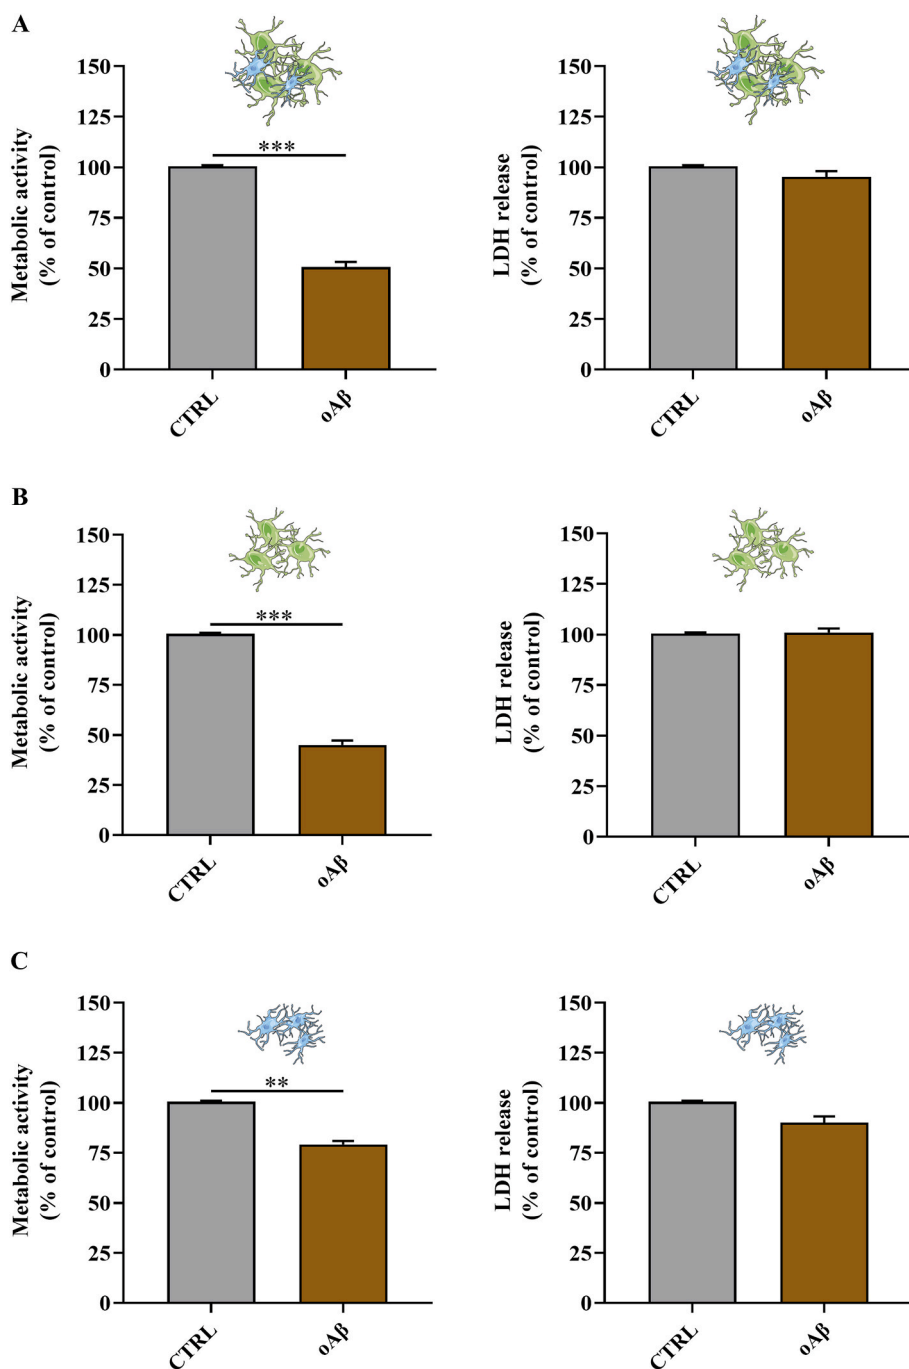 A
Metabolic activity
(% of control)
150
125
100
75
50
25
0
***
CTRL
oAβ
LDH release
(% of control)
150
125
100
75
50
25
0
CTRL
oAβ
B
Metabolic activity
(% of control)
150
125
100
75
50
25
0
***
CTRL
oAβ
LDH release
(% of control)
150
125
100
75
50
25
0
CTRL
oAβ
C
Metabolic activity
(% of control)
150
125
100
75
50
25
0
**
CTRL
oAβ
LDH release
(% of control)
150
125
100
75
50
25
0
CTRL
oAβ